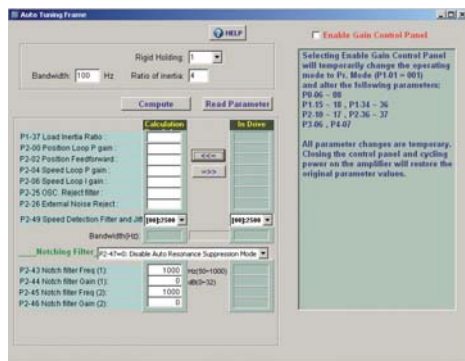 Auto Tuning Frame
HELP
Rigid Holding: 1
Bandwidth: 100 Hz Ratio of inertia: 4
Compute Read Parameter
Calculation In Drive
P1-37 Load Inertia Ratio :
P2-00 Position Loop P gain :
P2-02 Position Feedforward :
P2-04 Speed Loop P gain :
P2-06 Speed Loop I gain :
P2-25 OSC. Reject filter :
P2-26 External Noise Reject :
<<=
=>>
P2-49 Speed Detection Filter and Jitt [00]:2500 [00]:2500
Bandwidth(Hz):
Notching Filter P2-47=0: Disable Auto Resonance Suppression Mode
P2-43 Notch filter Freq (1): 1000 Hz(50~1000)
P2-44 Notch filter Gain (1): 0 dB(0~32)
P2-45 Notch filter Freq (2): 1000
P2-46 Notch filter Gain (2): 0
Enable Gain Control Panel
Selecting Enable Gain Control Panel
will temporarily change the operating
mode to Pr. Mode (P1-01 = 001)
and alter the following parameters:
P0-06 ~ 08
P1-15 ~ 18 , P1-34 ~ 36
P2-10 ~ 17 , P2-36 ~ 37
P3-06 , P4-07
All parameter changes are temporary.
Closing the control panel and cycling
power on the amplifier will restore the
original parameter values.